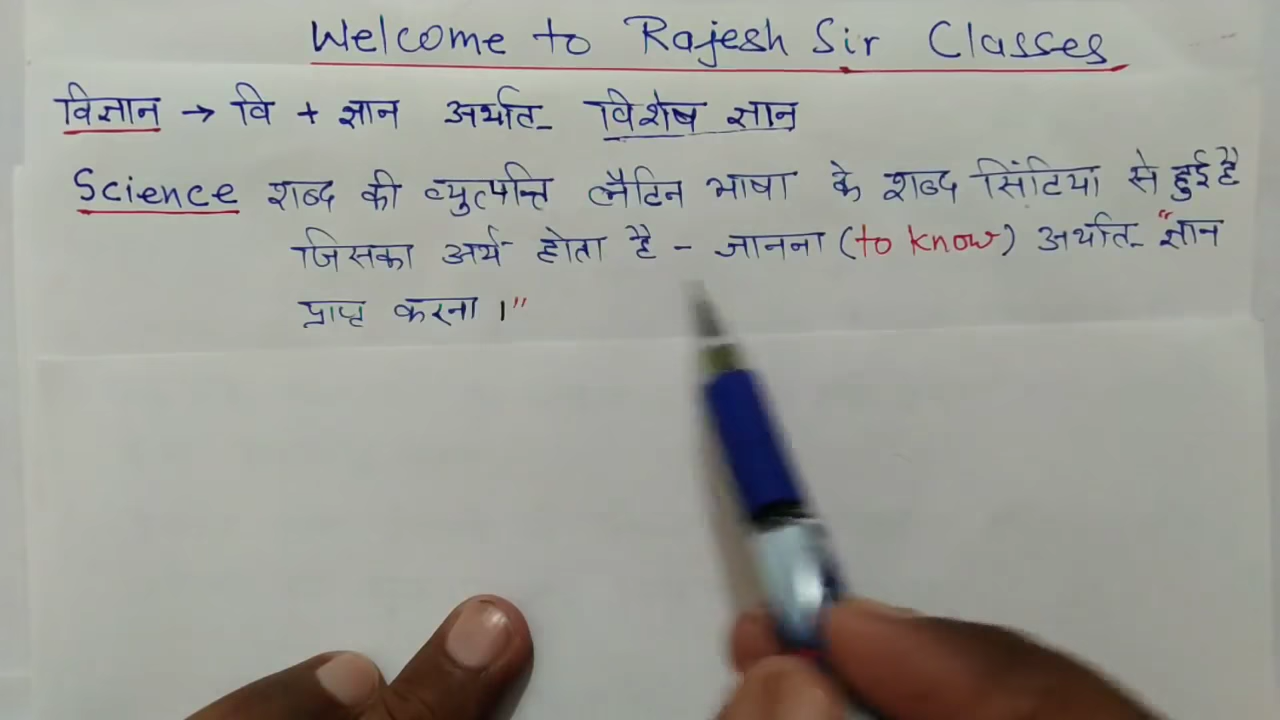 Welcome to Rajesh Sir Classes
विज्ञान → वि + ज्ञान अर्थात- विशेष ज्ञान
Science शब्द की व्युत्पत्ति लैटिन भाषा के शब्द सिंटिया से हुई है
जिसका अर्थ होता है - जानना (to know) अर्थात- "ज्ञान
प्राप्त करना ।"